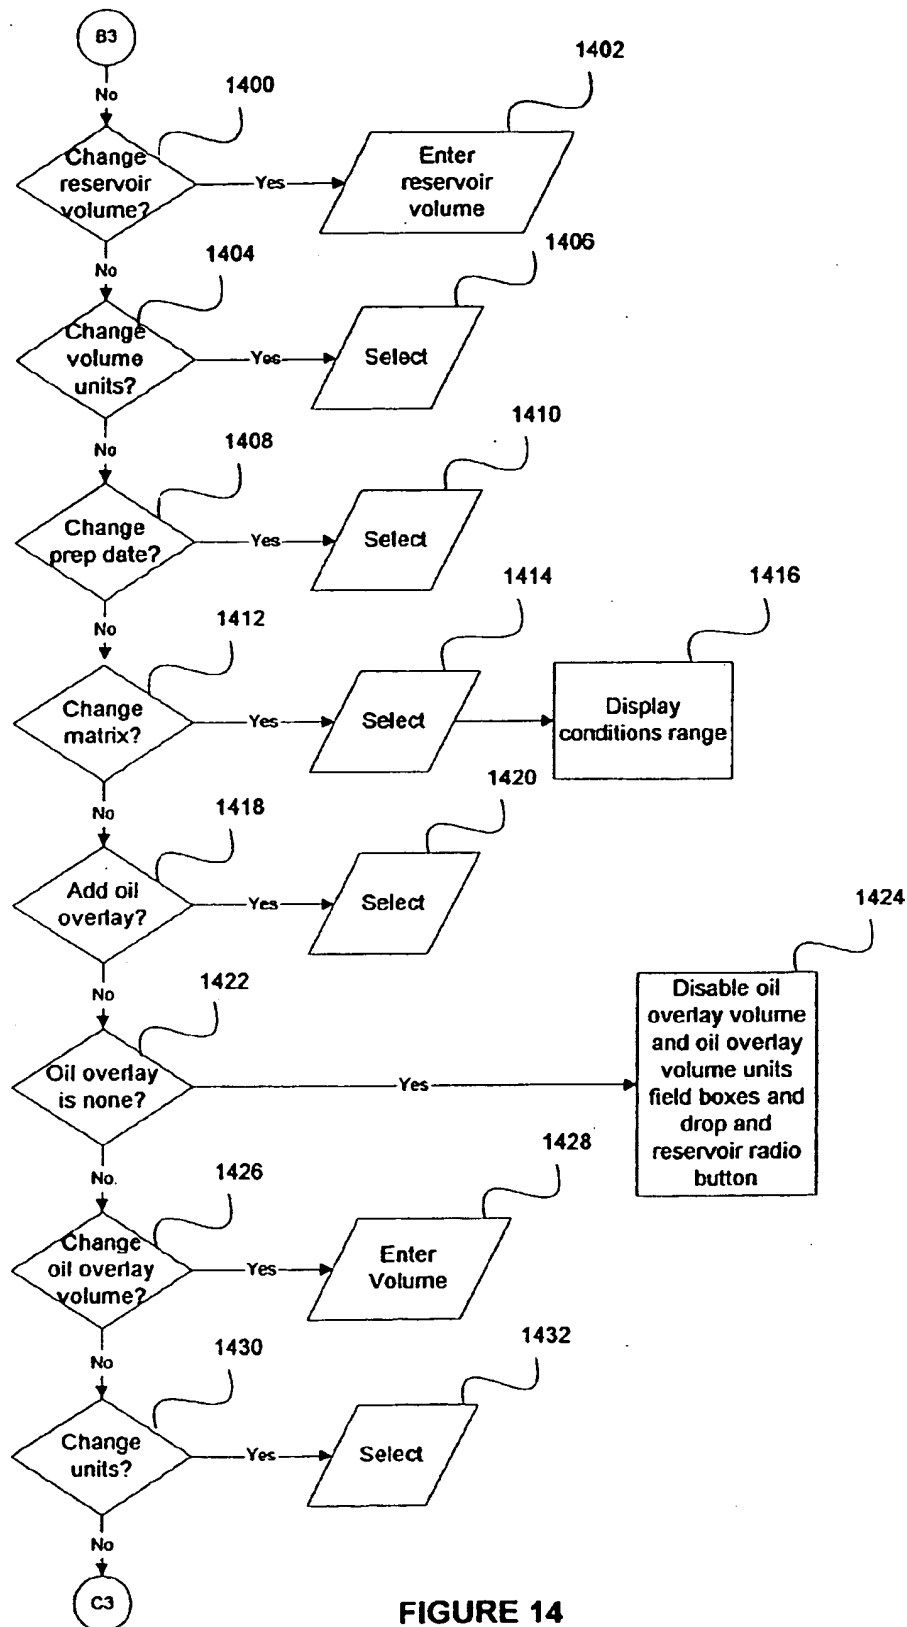 B3
No
1400
1402
Change
reservoir
volume?
Yes
Enter
reservoir
volume
No
1404
1406
Change
volume
units?
Yes
Select
No
1408
1410
Change
prep date?
Yes
Select
No
1412
1414
1416
Change
matrix?
Yes
Select
Display
conditions range
No
1418
1420
Add oil
overlay?
Yes
Select
No
1422
1424
Oil overlay
is none?
Yes
Disable oil
overlay volume
and oil overlay
volume units
field boxes and
drop and
reservoir radio
button
No
1426
1428
Change
oil overlay
volume?
Yes
Enter
Volume
No
1430
1432
Change
units?
Yes
Select
No
C3
FIGURE 14